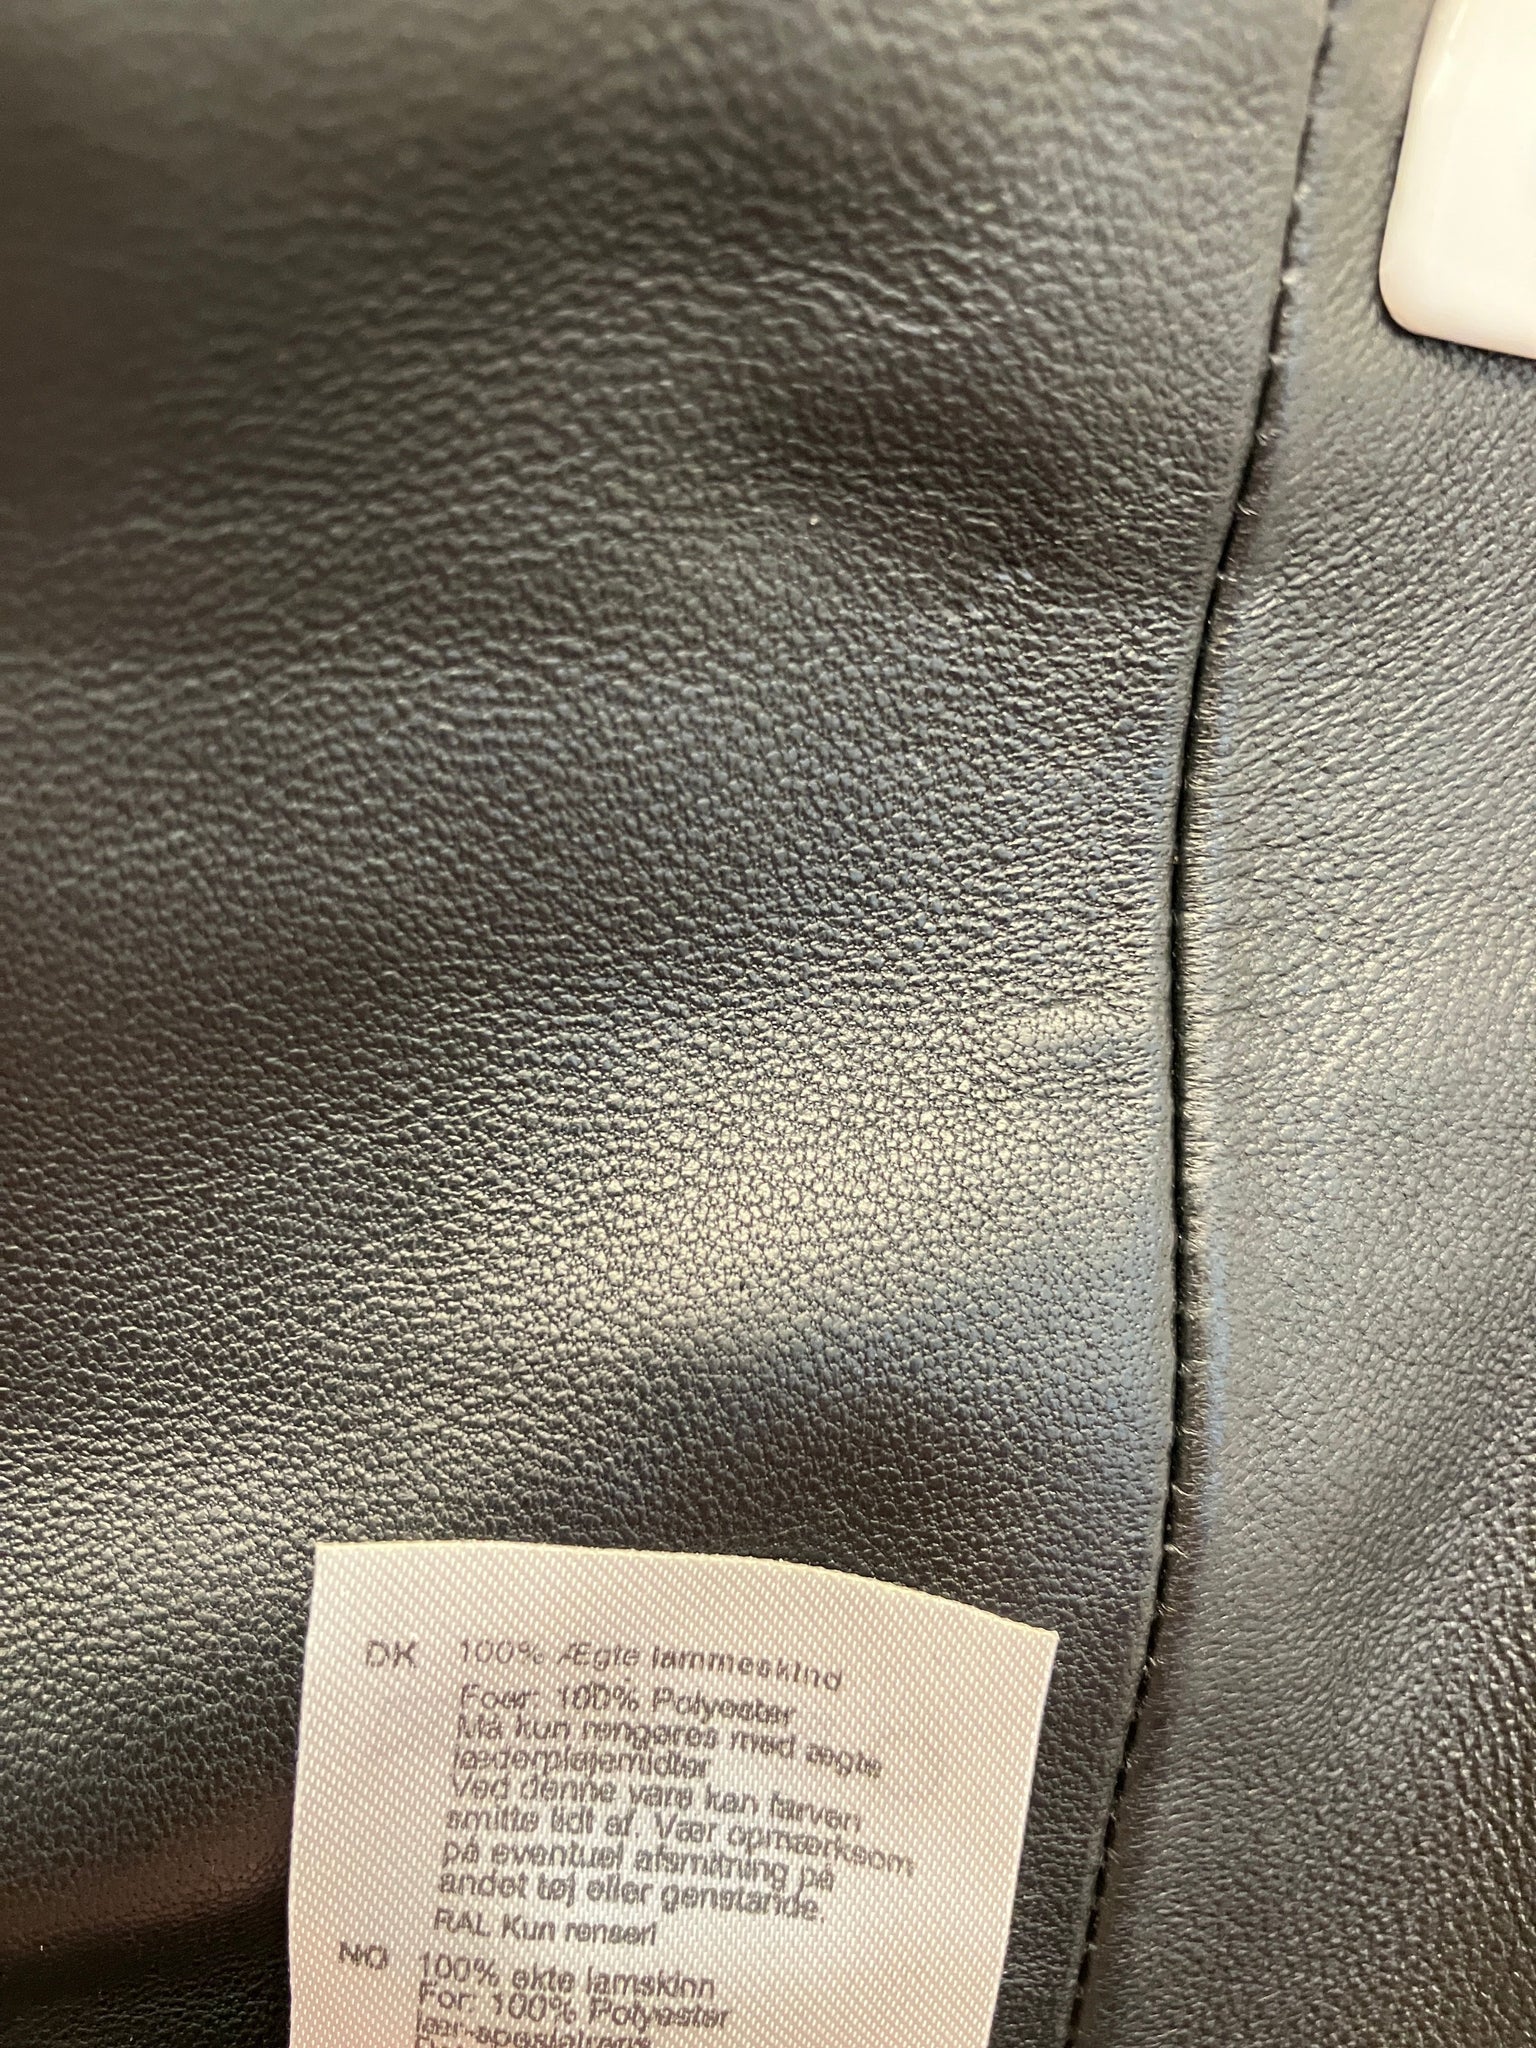 DK 100% Ægte lammeskind
Foer: 100% Polyester
Må kun rengøres med ægte
læderplejemidler
Ved denne vare kan farven
smitte lidt af. Vær opmærksom
på eventuel afsmitning på
andet tøj eller genstande.
RAL Kun renseri
NO 100% ekte lamskinn
For: 100% Polyester
lær-spesialrens